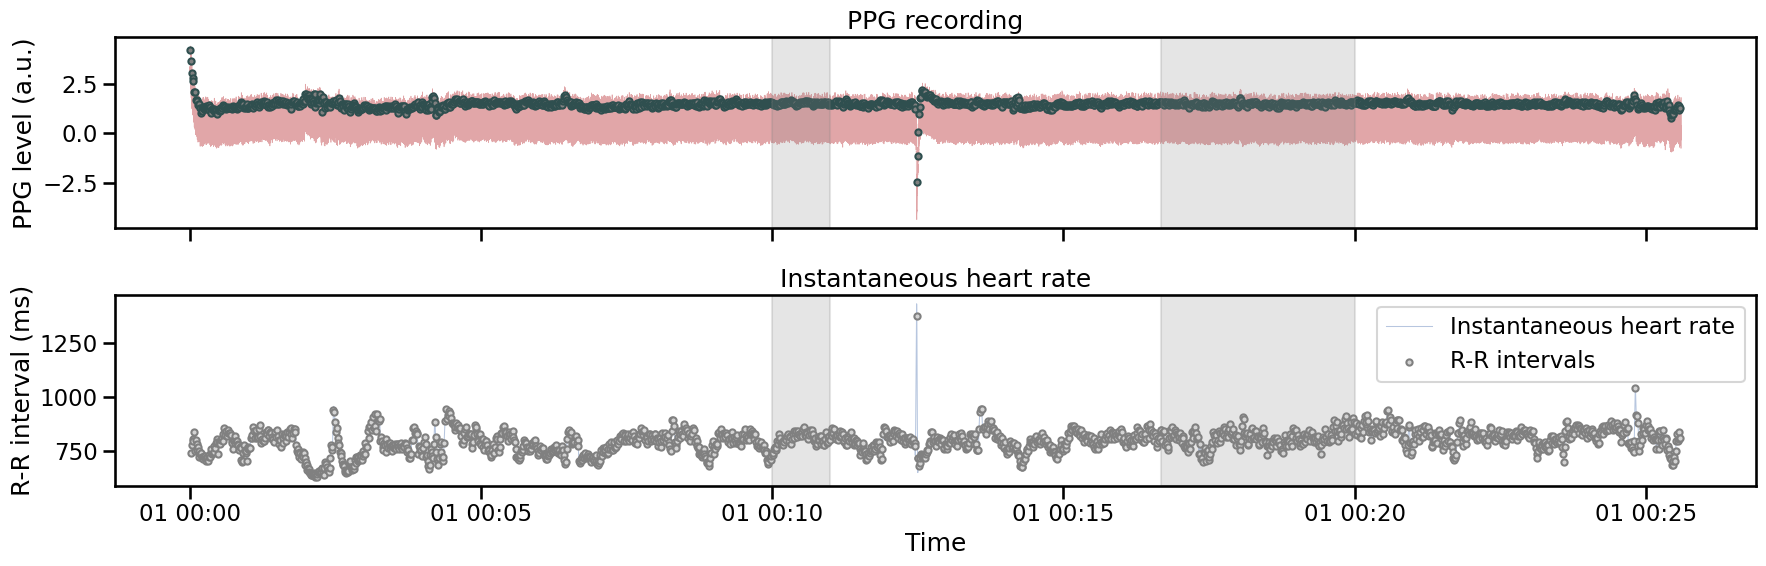 PPG recording
PPG level (a.u.)
2.5
0.0
−2.5
Instantaneous heart rate
R-R interval (ms)
1250
1000
750
Instantaneous heart rate
R-R intervals
01 00:00
01 00:05
01 00:10
01 00:15
01 00:20
01 00:25
Time